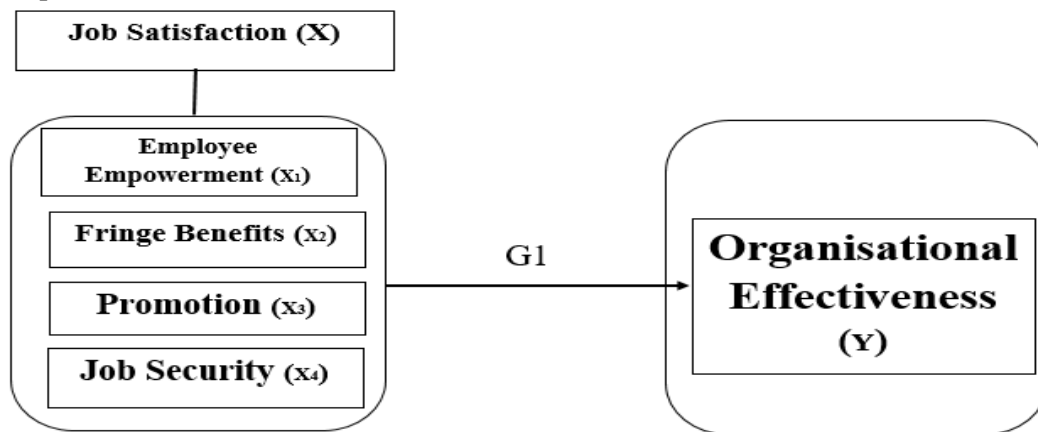 Job Satisfaction (X)
Employee
Empowerment (X₁)
Fringe Benefits (X₂)
Promotion (X₃)
Job Security (X₄)
G1
Organisational
Effectiveness
(Y)